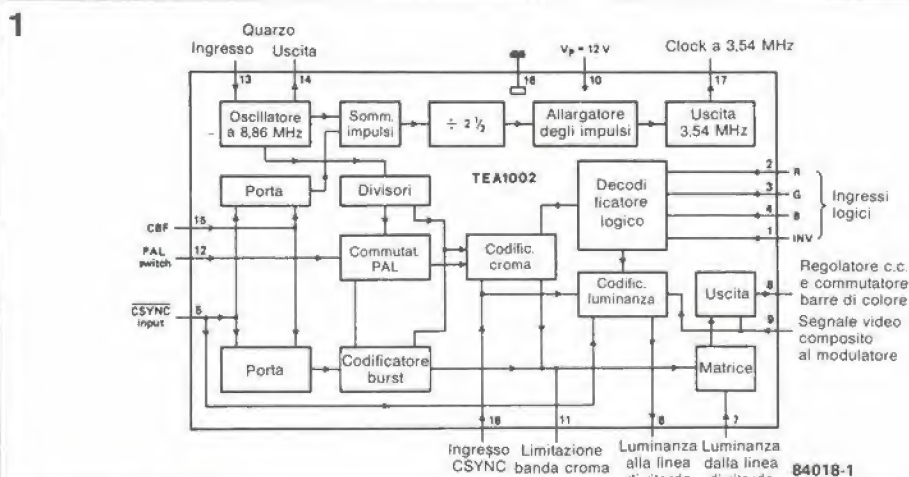 1
Quarzo
Ingresso Uscita
VP = 12 V
Clock a 3,54 MHz
13 14 16 10 17
Oscillatore
a 8,86 MHz
Somm.
impulsi
÷ 2 ½
Allargatore
degli impulsi
Uscita
3,54 MHz
TEA1002
Porta
Divisori
Decodi
ficatore
logico
2 R
3 G
4 B
1 INV
Ingressi
logici
CBF 15
PAL
switch
12
Commutat
PAL
Codific.
croma
Codific.
luminanza
Uscita
8
Regolatore c.c.
e commutatore
barre di colore
CSYNC
input
5
9
Segnale video
composito
al modulatore
Porta
Codificatore
burst
Matrice
18 11 6 7
Ingresso
CSYNC
Limitazione
banda croma
Luminanza
alla linea
Luminanza
dalla linea
84018-1